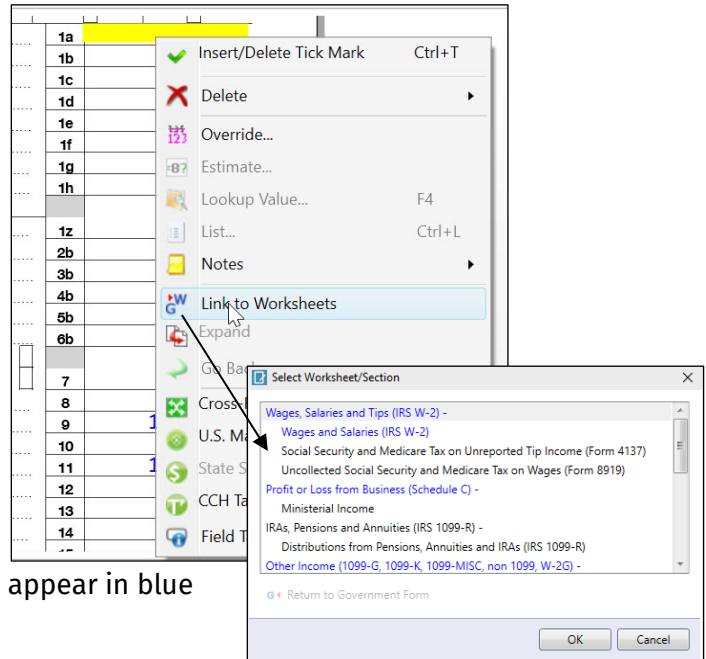 1a
1b
1c
1d
1e
1f
1g
1h
1z
2b
3b
4b
5b
6b
7
8
9 1
10
11 1
12
13
14
Insert/Delete Tick Mark Ctrl+T
Delete
Override...
Estimate...
Lookup Value... F4
List... Ctrl+L
Notes
Link to Worksheets
Expand
Go Bac
Cross-
U.S. Ma
State S
CCH Ta
Field T
Select Worksheet/Section
Wages, Salaries and Tips (IRS W-2) -
Wages and Salaries (IRS W-2)
Social Security and Medicare Tax on Unreported Tip Income (Form 4137)
Uncollected Social Security and Medicare Tax on Wages (Form 8919)
Profit or Loss from Business (Schedule C) -
Ministerial Income
IRAs, Pensions and Annuities (IRS 1099-R) -
Distributions from Pensions, Annuities and IRAs (IRS 1099-R)
Other Income (1099-G, 1099-K, 1099-MISC, non 1099, W-2G) -
Return to Government Form
OK Cancel
appear in blue